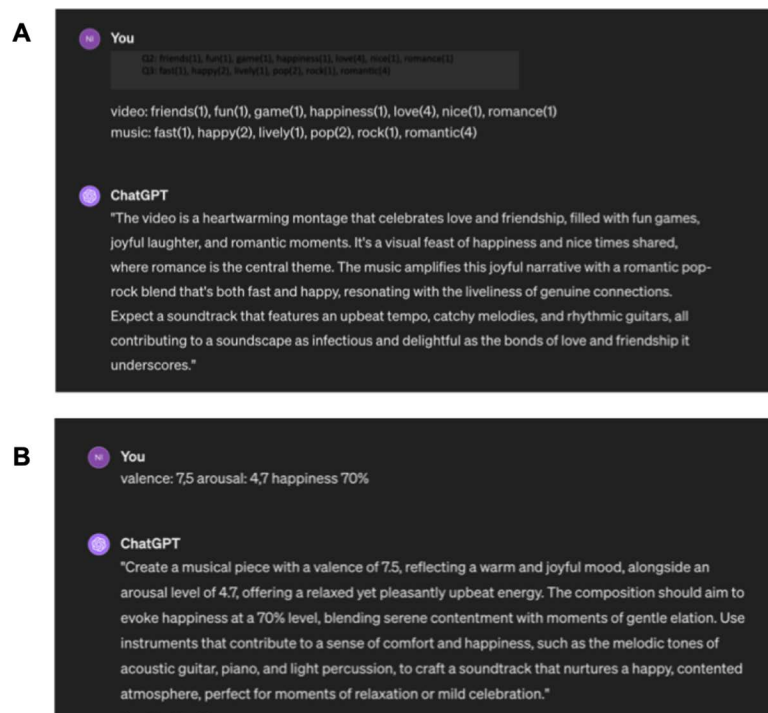 A
NI You
Q2: friends(1), fun(1), game(1), happiness(1), love(4), nice(1), romance(1)
Q3: fast(1), happy(2), lively(1), pop(2), rock(1), romantic(4)
video: friends(1), fun(1), game(1), happiness(1), love(4), nice(1), romance(1)
music: fast(1), happy(2), lively(1), pop(2), rock(1), romantic(4)
ChatGPT
"The video is a heartwarming montage that celebrates love and friendship, filled with fun games,
joyful laughter, and romantic moments. It's a visual feast of happiness and nice times shared,
where romance is the central theme. The music amplifies this joyful narrative with a romantic pop-
rock blend that's both fast and happy, resonating with the liveliness of genuine connections.
Expect a soundtrack that features an upbeat tempo, catchy melodies, and rhythmic guitars, all
contributing to a soundscape as infectious and delightful as the bonds of love and friendship it
underscores."
B
NI You
valence: 7,5 arousal: 4,7 happiness 70%
ChatGPT
"Create a musical piece with a valence of 7.5, reflecting a warm and joyful mood, alongside an
arousal level of 4.7, offering a relaxed yet pleasantly upbeat energy. The composition should aim to
evoke happiness at a 70% level, blending serene contentment with moments of gentle elation. Use
instruments that contribute to a sense of comfort and happiness, such as the melodic tones of
acoustic guitar, piano, and light percussion, to craft a soundtrack that nurtures a happy, contented
atmosphere, perfect for moments of relaxation or mild celebration."